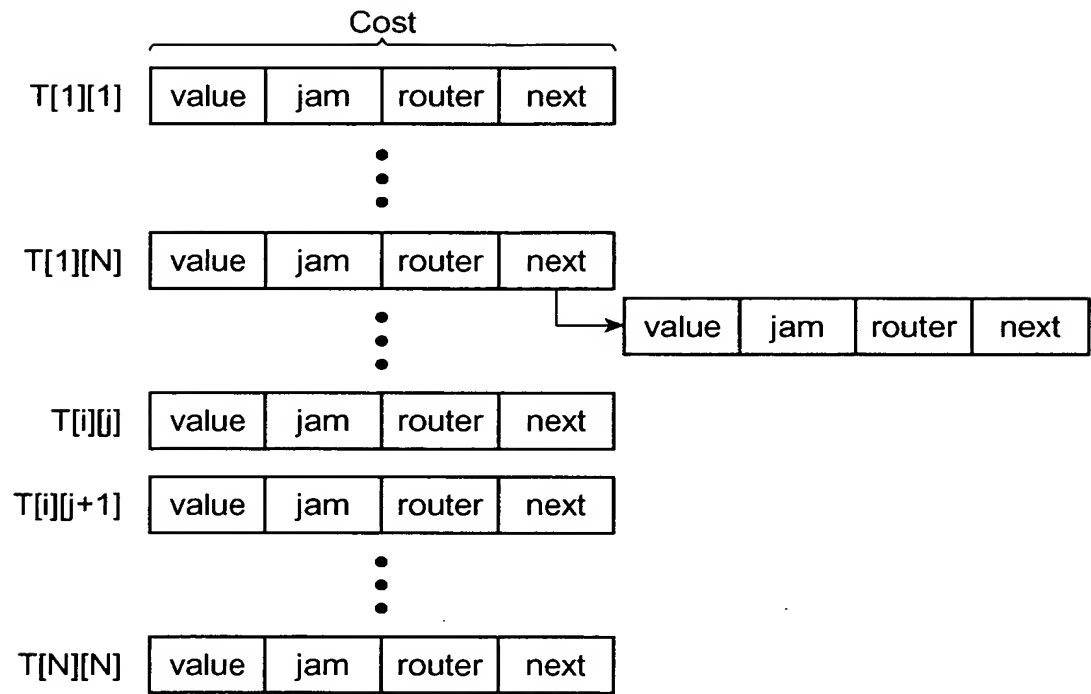 Cost
T[1][1] value jam router next
T[1][N] value jam router next
value jam router next
T[i][j] value jam router next
T[i][j+1] value jam router next
T[N][N] value jam router next